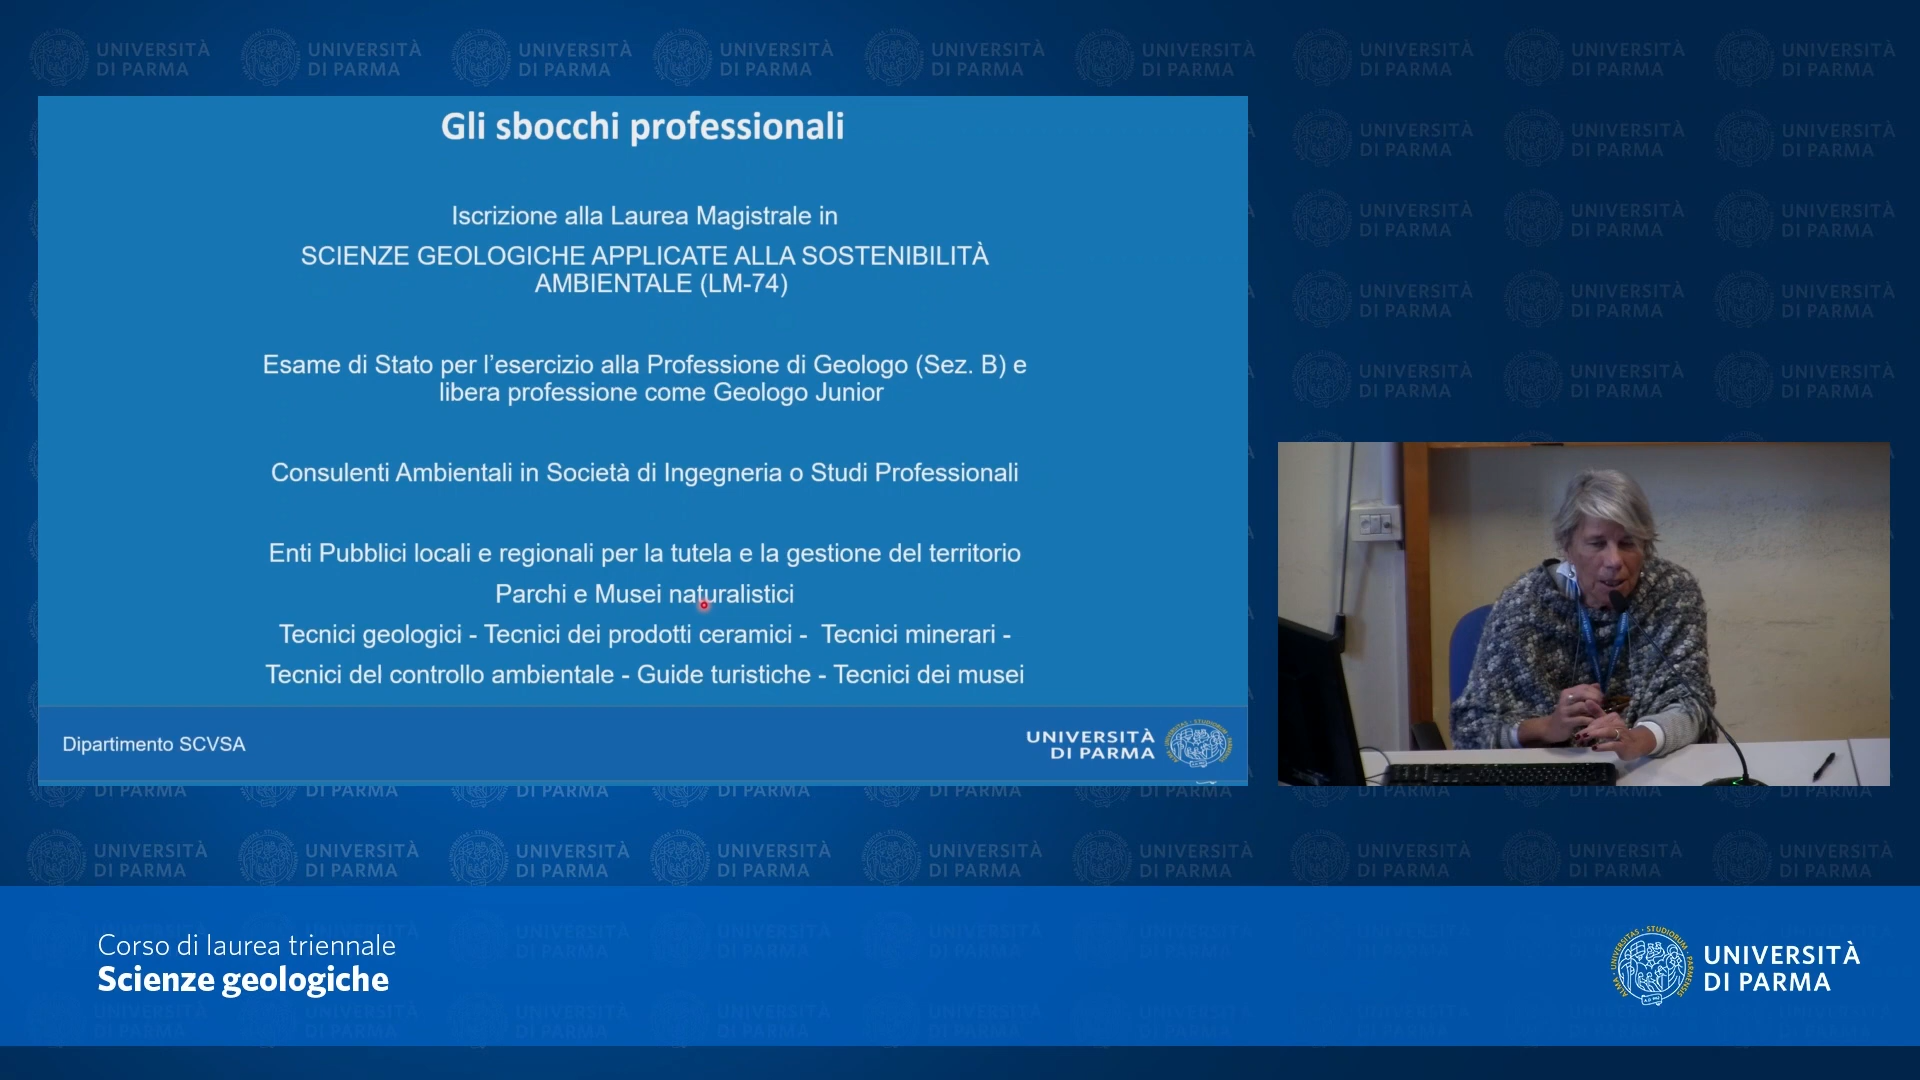 Gli sbocchi professionali
Iscrizione alla Laurea Magistrale in
SCIENZE GEOLOGICHE APPLICATE ALLA SOSTENIBILITÀ
AMBIENTALE (LM-74)
Esame di Stato per l’esercizio alla Professione di Geologo (Sez. B) e
libera professione come Geologo Junior
Consulenti Ambientali in Società di Ingegneria o Studi Professionali
Enti Pubblici locali e regionali per la tutela e la gestione del territorio
Parchi e Musei naturalistici
Tecnici geologici - Tecnici dei prodotti ceramici - Tecnici minerari -
Tecnici del controllo ambientale - Guide turistiche - Tecnici dei musei
Dipartimento SCVSA
UNIVERSITÀ
DI PARMA
Corso di laurea triennale
Scienze geologiche
UNIVERSITÀ
DI PARMA